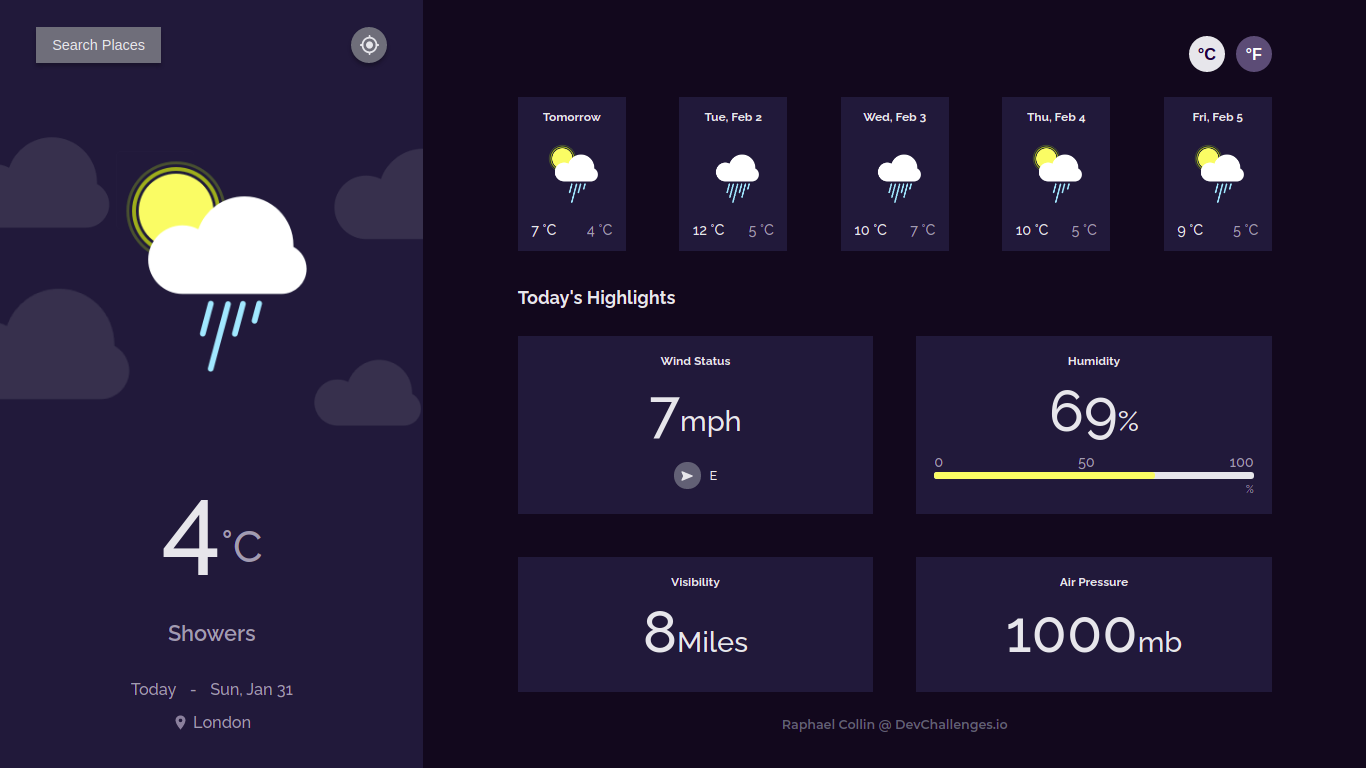 Search Places
4°C
Showers
Today - Sun, Jan 31
London
°C °F
Tomorrow
7 °C 4 °C
Tue, Feb 2
12 °C 5 °C
Wed, Feb 3
10 °C 7 °C
Thu, Feb 4
10 °C 5 °C
Fri, Feb 5
9 °C 5 °C
Today's Highlights
Wind Status
7mph
E
Humidity
69%
0 50 100
%
Visibility
8Miles
Air Pressure
1000mb
Raphael Collin @ DevChallenges.io